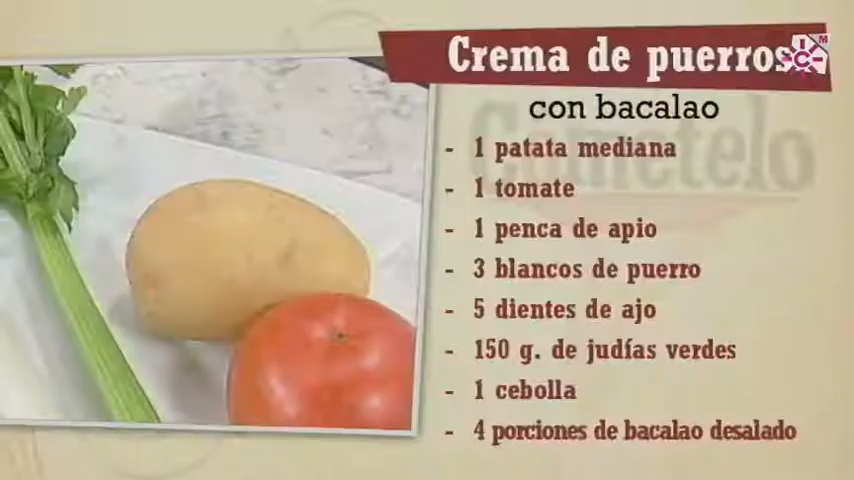 Crema de puerros
con bacalao
Cómetelo
- 1 patata mediana
- 1 tomate
- 1 penca de apio
- 3 blancos de puerro
- 5 dientes de ajo
- 150 g. de judías verdes
- 1 cebolla
- 4 porciones de bacalao desalado